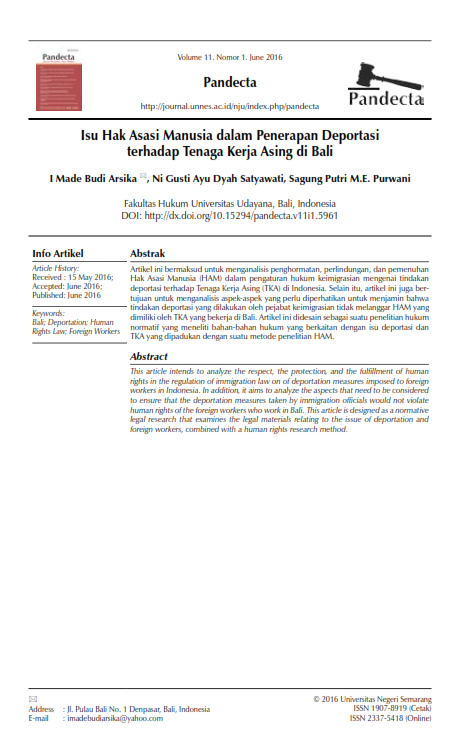 Pandecta
Volume 11. Nomor 1. June 2016
Pandecta
http://journal.unnes.ac.id/nju/index.php/pandecta
Pandecta
Isu Hak Asasi Manusia dalam Penerapan Deportasi
terhadap Tenaga Kerja Asing di Bali
I Made Budi Arsika ✉, Ni Gusti Ayu Dyah Satyawati, Sagung Putri M.E. Purwani
Fakultas Hukum Universitas Udayana, Bali, Indonesia
DOI: http://dx.doi.org/10.15294/pandecta.v11i1.5961
Info Artikel
Article History:
Received : 15 May 2016;
Accepted: June 2016;
Published: June 2016
Keywords:
Bali; Deportation; Human
Rights Law; Foreign Workers
Abstrak
Artikel ini bermaksud untuk menganalisis penghormatan, perlindungan, dan pemenuhan
Hak Asasi Manusia (HAM) dalam pengaturan hukum keimigrasian mengenai tindakan
deportasi terhadap Tenaga Kerja Asing (TKA) di Indonesia. Selain itu, artikel ini juga ber-
tujuan untuk menganalisis aspek-aspek yang perlu diperhatikan untuk menjamin bahwa
tindakan deportasi yang dilakukan oleh pejabat keimigrasian tidak melanggar HAM yang
dimiliki oleh TKA yang bekerja di Bali. Artikel ini didesain sebagai suatu penelitian hukum
normatif yang meneliti bahan-bahan hukum yang berkaitan dengan isu deportasi dan
TKA yang dipadukan dengan suatu metode penelitian HAM.
Abstract
This article intends to analyze the respect, the protection, and the fulfillment of human
rights in the regulation of immigration law on of deportation measures imposed to foreign
workers in Indonesia. In addition, it aims to analyze the aspects that need to be considered
to ensure that the deportation measures taken by immigration officials would not violate
human rights of the foreign workers who work in Bali. This article is designed as a normative
legal research that examines the legal materials relating to the issue of deportation and
foreign workers, combined with a human rights research method.
✉
Address : Jl. Pulau Bali No. 1 Denpasar, Bali, Indonesia
E-mail : imadebudiarsika@yahoo.com
© 2016 Universitas Negeri Semarang
ISSN 1907-8919 (Cetak)
ISSN 2337-5418 (Online)